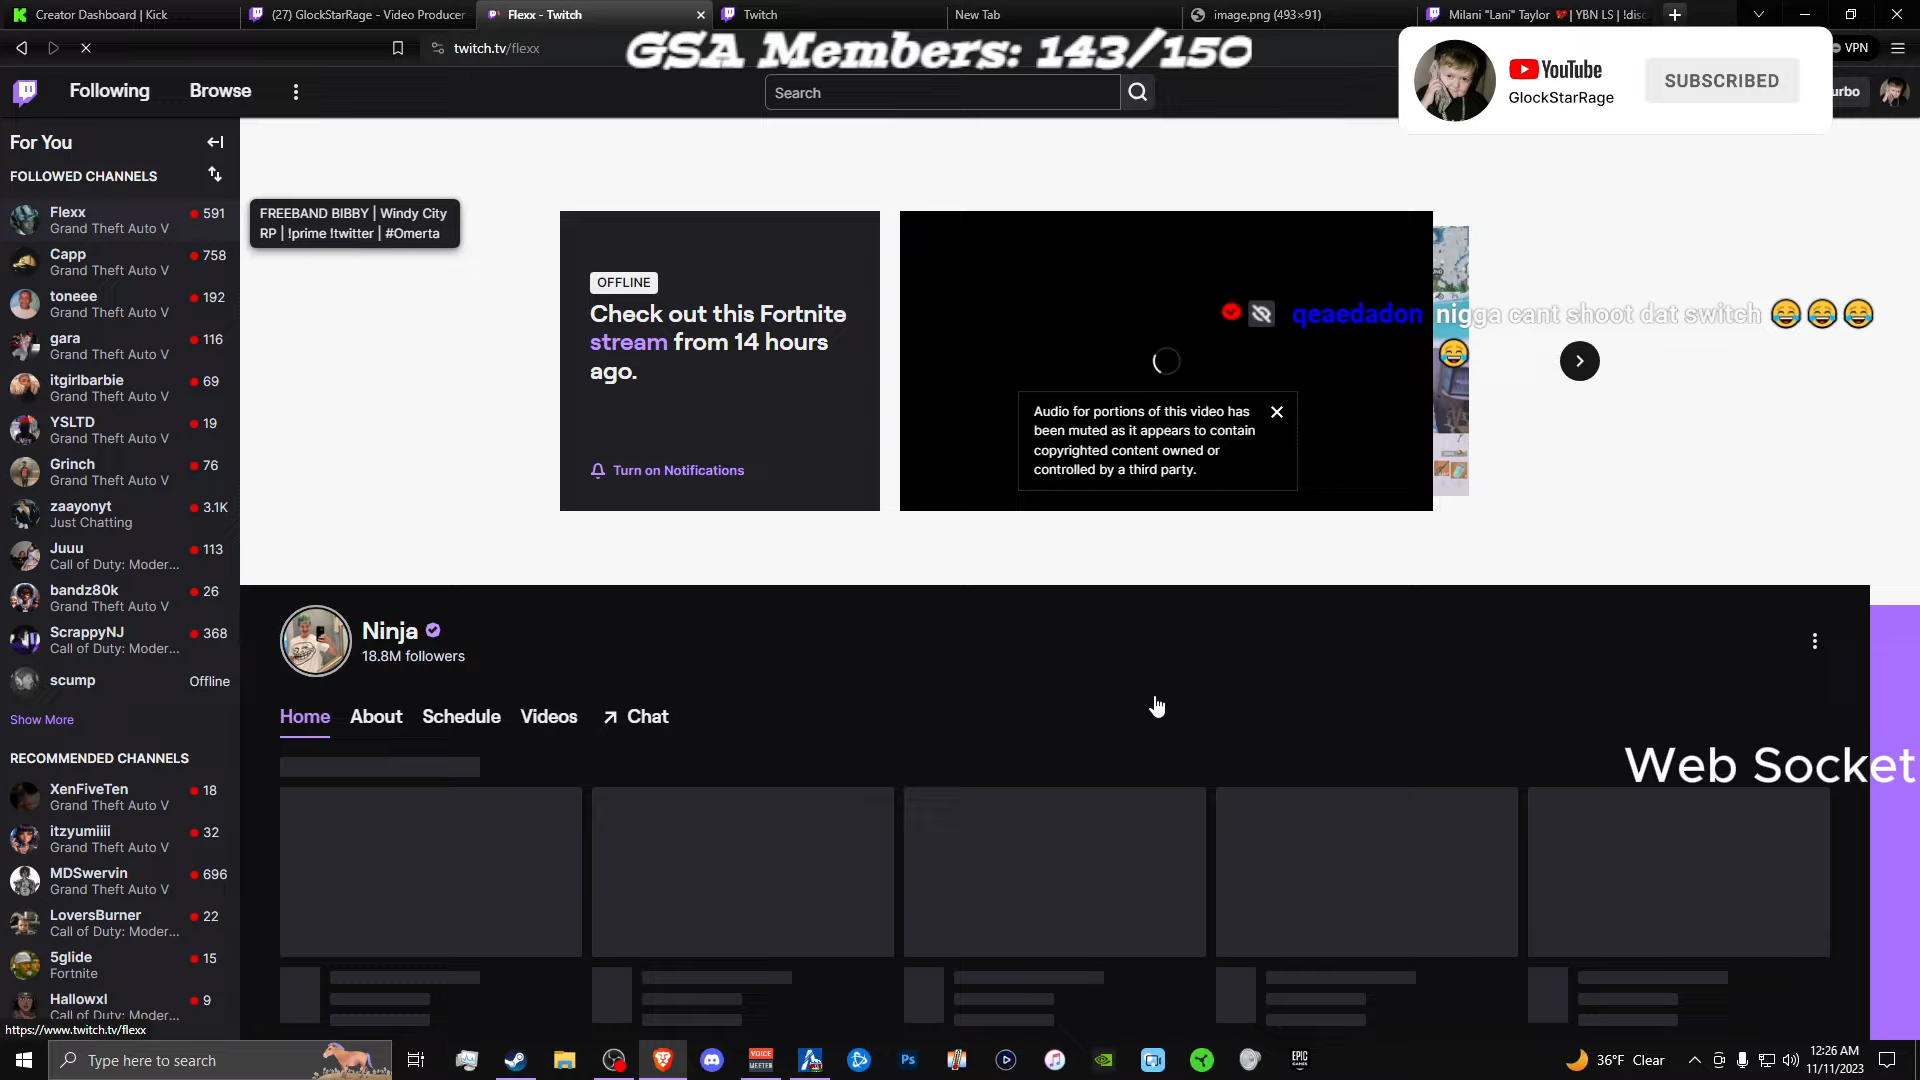 Creator Dashboard | Kick
(27) GlockStarRage - Video Producer
Flexx - Twitch
Twitch
New Tab
image.png (493×91)
Milani "Lani" Taylor 💔 | YBN LS | !disc
twitch.tv/flexx
VPN
GSA Members: 143/150
YouTube
GlockStarRage
SUBSCRIBED
Following
Browse
Search
urbo
For You
FOLLOWED CHANNELS
Flexx
591
Grand Theft Auto V
Capp
758
Grand Theft Auto V
toneee
192
Grand Theft Auto V
gara
116
Grand Theft Auto V
itgirlbarbie
69
Grand Theft Auto V
YSLTD
19
Grand Theft Auto V
Grinch
76
Grand Theft Auto V
zaayonyt
3.1K
Just Chatting
Juuu
113
Call of Duty: Moder...
bandz80k
26
Grand Theft Auto V
ScrappyNJ
368
Call of Duty: Moder...
scump
Offline
Show More
RECOMMENDED CHANNELS
XenFiveTen
18
Grand Theft Auto V
itzyumiiii
32
Grand Theft Auto V
MDSwervin
696
Grand Theft Auto V
LoversBurner
22
Call of Duty: Moder...
5glide
15
Fortnite
Hallowxl
9
Call of Duty: Moder...
https://www.twitch.tv/flexx
FREEBAND BIBBY | Windy City
RP | !prime !twitter | #Omerta
OFFLINE
Check out this Fortnite
stream from 14 hours
ago.
Turn on Notifications
qeaedadon nigga cant shoot dat switch 😂😂😂
😂
Audio for portions of this video has
been muted as it appears to contain
copyrighted content owned or
controlled by a third party.
Ninja
18.8M followers
Home
About
Schedule
Videos
Chat
Web Socket
Type here to search
VOICE
MEETER
Ps
EPIC
GAMES
36°F Clear
12:26 AM
11/11/2023